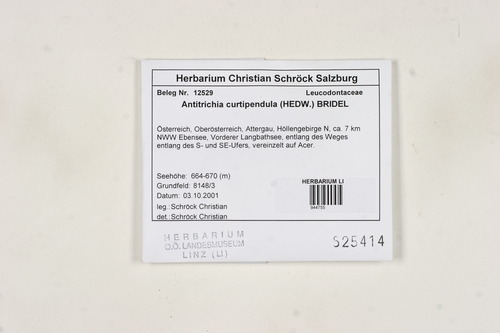 Herbarium Christian Schröck Salzburg
Beleg Nr. 12529 Leucodontaceae
Antitrichia curtipendula (HEDW.) BRIDEL
Österreich, Oberösterreich, Attergau, Höllengebirge N, ca. 7 km
NWW Ebensee, Vorderer Langbathsee, entlang des Weges
entlang des S- und SE-Ufers, vereinzelt auf Acer.
Seehöhe: 664-670 (m)
Grundfeld: 8148/3
Datum: 03.10.2001
leg.:Schröck Christian
det.:Schröck Christian
HERBARIUM LI
944755
HERBARIUM
O.Ö. LANDESMUSEUM
LINZ (LI)
S25414